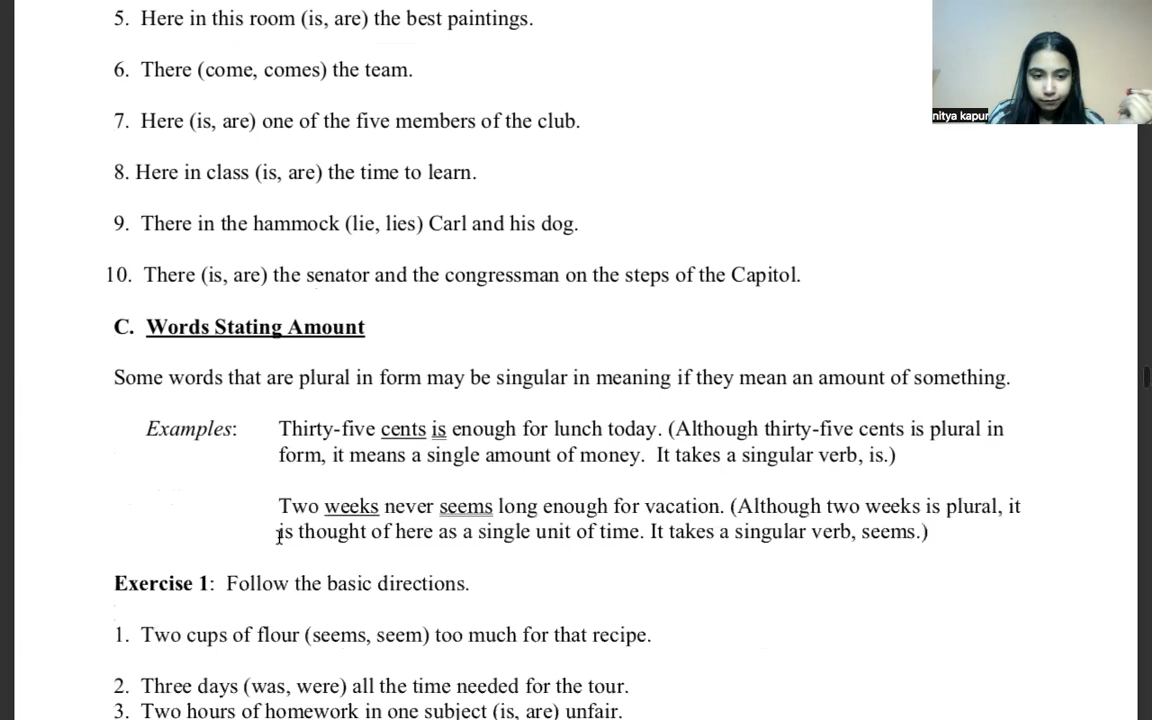 5. Here in this room (is, are) the best paintings.
6. There (come, comes) the team.
nitya kapur
7. Here (is, are) one of the five members of the club.
8. Here in class (is, are) the time to learn.
9. There in the hammock (lie, lies) Carl and his dog.
10. There (is, are) the senator and the congressman on the steps of the Capitol.
C. Words Stating Amount
Some words that are plural in form may be singular in meaning if they mean an amount of something.
Examples: Thirty-five cents is enough for lunch today. (Although thirty-five cents is plural in
form, it means a single amount of money. It takes a singular verb, is.)
Two weeks never seems long enough for vacation. (Although two weeks is plural, it
is thought of here as a single unit of time. It takes a singular verb, seems.)
Exercise 1: Follow the basic directions.
1. Two cups of flour (seems, seem) too much for that recipe.
2. Three days (was, were) all the time needed for the tour.
3. Two hours of homework in one subject (is, are) unfair.